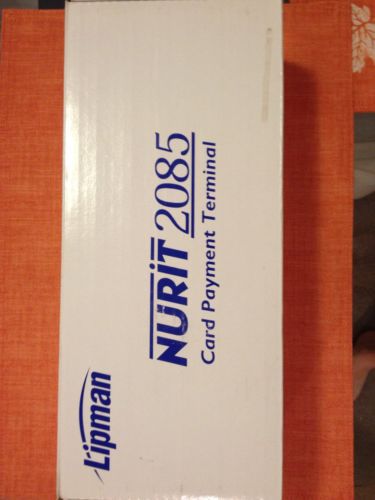 Lipman
NURIT 2085
Card Payment Terminal